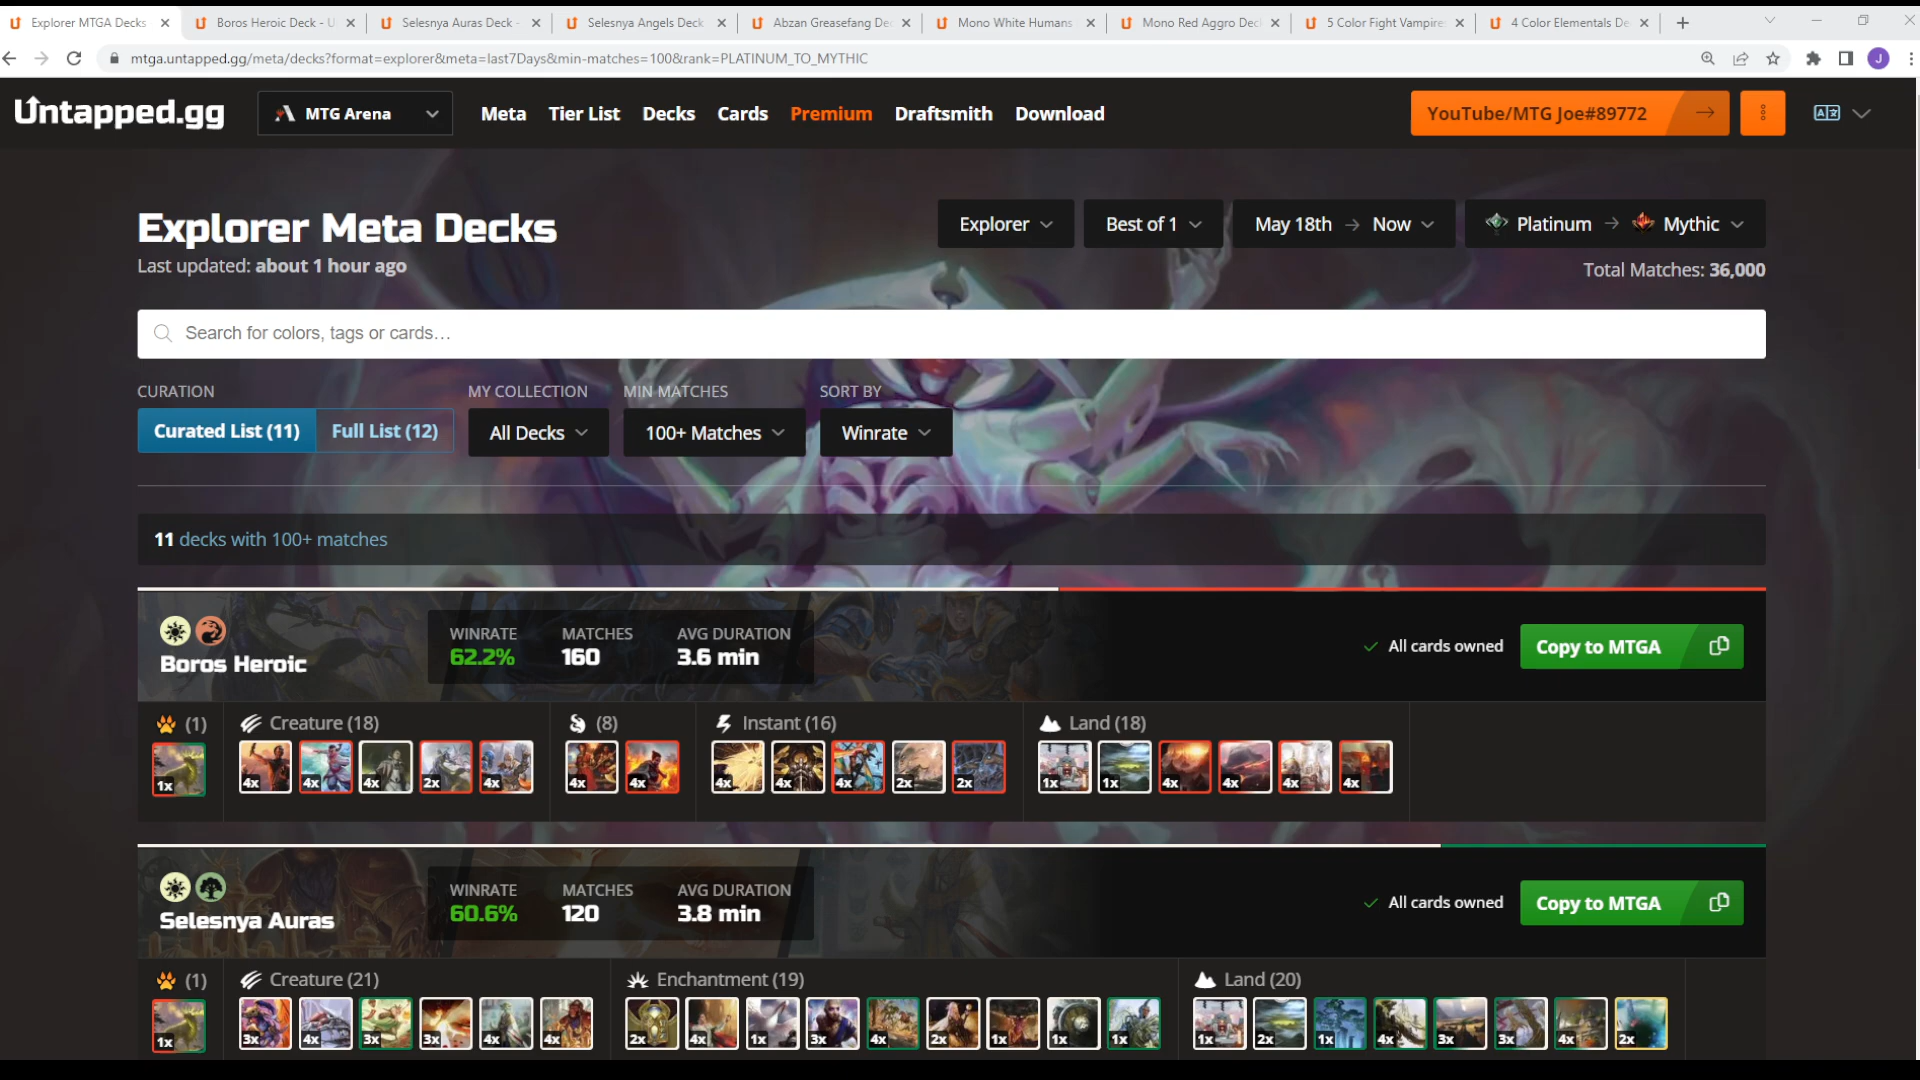 Explorer MTGA Decks
Boros Heroic Deck - U
Selesnya Auras Deck -
Selesnya Angels Deck
Abzan Greasefang De
Mono White Humans
Mono Red Aggro Deck
5 Color Fight Vampire
4 Color Elementals De
mtga.untapped.gg/meta/decks?format=explorer&meta=last7Days&min-matches=100&rank=PLATINUM_TO_MYTHIC
J
Untapped.gg
MTG Arena
Meta
Tier List
Decks
Cards
Premium
Draftsmith
Download
YouTube/MTG Joe#89772
Explorer Meta Decks
Last updated: about 1 hour ago
Explorer
Best of 1
May 18th → Now
Platinum → Mythic
Total Matches: 36,000
Search for colors, tags or cards…
CURATION
MY COLLECTION
MIN MATCHES
SORT BY
Curated List (11)
Full List (12)
All Decks
100+ Matches
Winrate
11 decks with 100+ matches
Boros Heroic
WINRATE
62.2%
MATCHES
160
AVG DURATION
3.6 min
All cards owned
Copy to MTGA
(1)
Creature (18)
(8)
Instant (16)
Land (18)
1x
4x 4x 4x 2x 4x
4x 4x
4x 4x 4x 2x 2x
1x 1x 4x 4x 4x 4x
Selesnya Auras
WINRATE
60.6%
MATCHES
120
AVG DURATION
3.8 min
All cards owned
Copy to MTGA
(1)
Creature (21)
Enchantment (19)
Land (20)
1x
3x 4x 3x 3x 4x 4x
2x 4x 1x 3x 4x 2x 1x 1x 1x
1x 2x 1x 4x 3x 3x 4x 2x